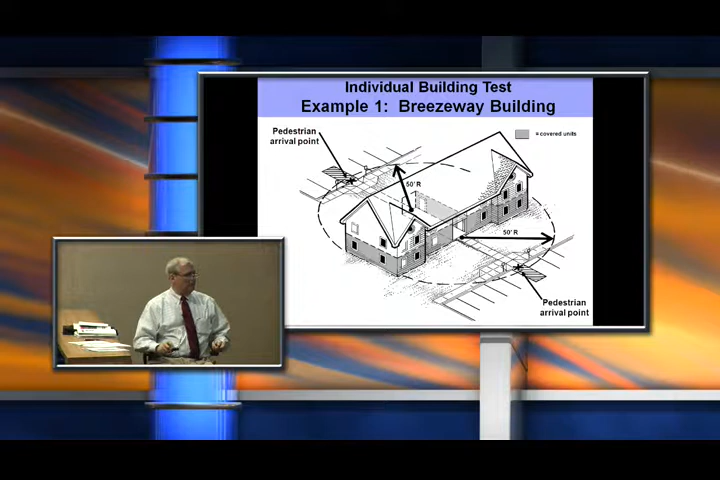 Individual Building Test
Example 1: Breezeway Building
Pedestrian
arrival point
= covered units
50' R
50' R
Pedestrian
arrival point